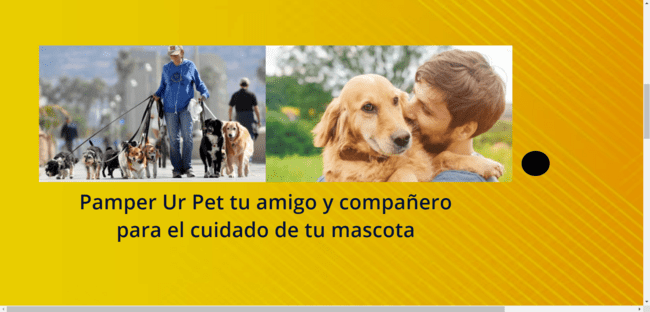 Pamper Ur Pet tu amigo y compañero
para el cuidado de tu mascota